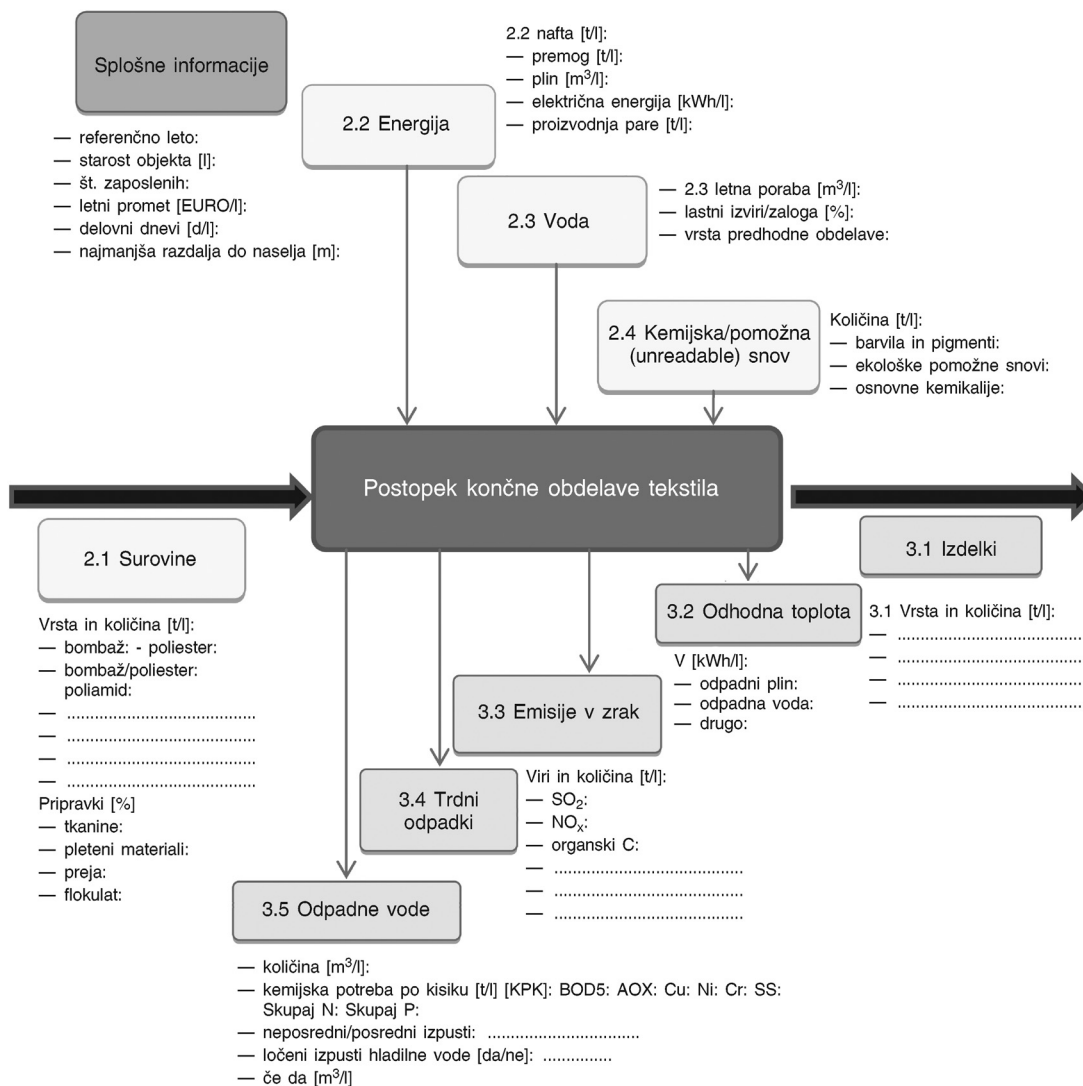 Splošne informacije
— referenčno leto:
— starost objekta [l]:
— št. zaposlenih:
— letni promet [EURO/l]:
— delovni dnevi [d/l]:
— najmanjša razdalja do naselja [m]:
2.2 Energija
2.2 nafta [t/l]:
— premog [t/l]:
— plin [m³/l]:
— električna energija [kWh/l]:
— proizvodnja pare [t/l]:
2.3 Voda
— 2.3 letna poraba [m³/l]:
— lastni izviri/zaloga [%]:
— vrsta predhodne obdelave:
2.4 Kemijska/pomožna
(unreadable) snov
Količina [t/l]:
— barvila in pigmenti:
— ekološke pomožne snovi:
— osnovne kemikalije:
Postopek končne obdelave tekstila
2.1 Surovine
Vrsta in količina [t/l]:
— bombaž: - poliester:
— bombaž/poliester:
poliamid:
— .........................................
— .........................................
— .........................................
— .........................................
Pripravki [%]
— tkanine:
— pleteni materiali:
— preja:
— flokulat:
3.1 Izdelki
3.1 Vrsta in količina [t/l]:
— ........................................
— ........................................
— ........................................
— ........................................
3.2 Odhodna toplota
V [kWh/l]:
— odpadni plin:
— odpadna voda:
— drugo:
3.3 Emisije v zrak
Viri in količina [t/l]:
— SO₂:
— NOₓ:
— organski C:
— .........................................
— .........................................
— .........................................
3.4 Trdni
odpadki
3.5 Odpadne vode
— količina [m³/l]:
— kemijska potreba po kisiku [t/l] [KPK]: BOD5: AOX: Cu: Ni: Cr: SS:
Skupaj N: Skupaj P:
— neposredni/posredni izpusti: .................................
— ločeni izpusti hladilne vode [da/ne]: ...............
— če da [m³/l]